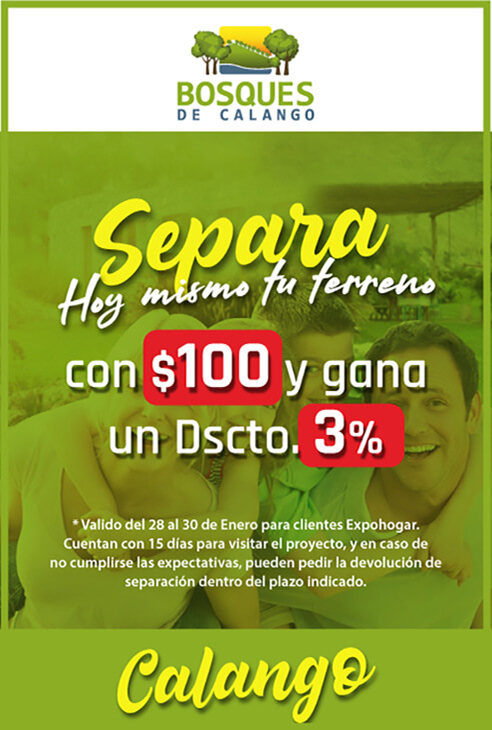 BOSQUES
DE CALANGO
Separa
Hoy mismo tu terreno
con $100 y gana
un Dscto. 3%
* Valido del 28 al 30 de Enero para clientes Expohogar.
Cuentan con 15 días para visitar el proyecto, y en caso de
no cumplirse las expectativas, pueden pedir la devolución de
separación dentro del plazo indicado.
Calango